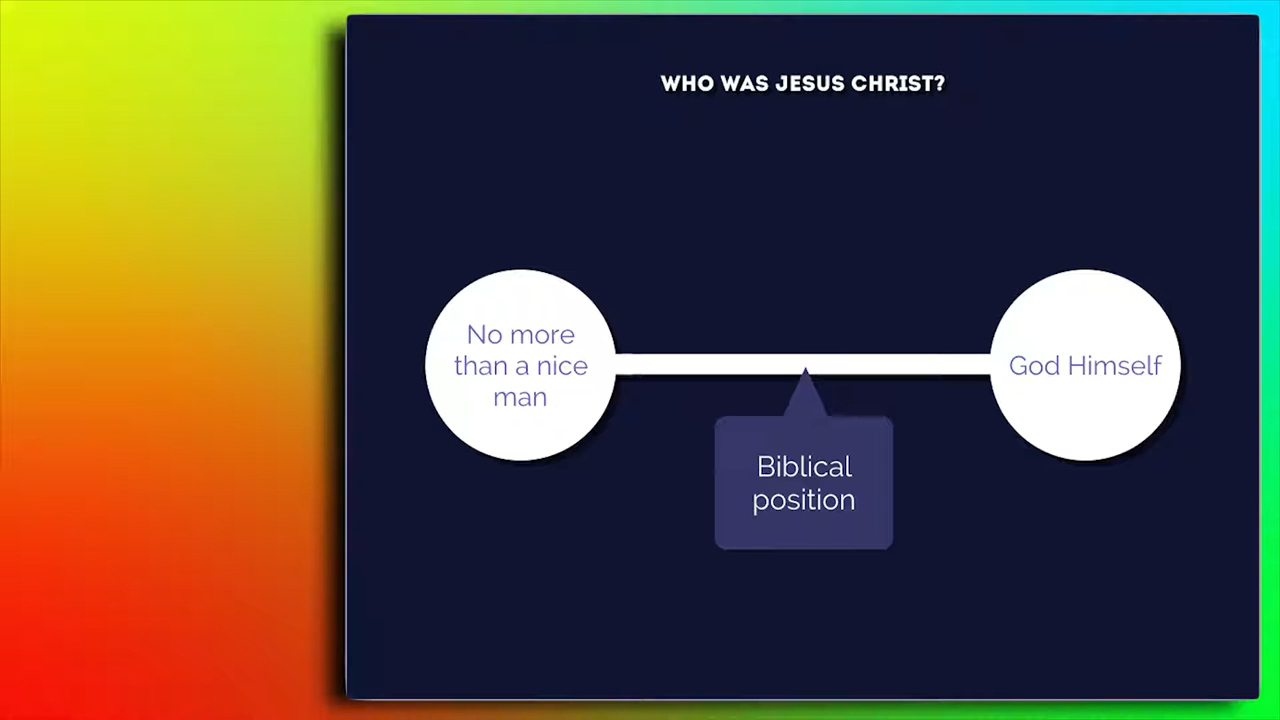 WHO WAS JESUS CHRIST?
No more
than a nice
man
God Himself
Biblical
position